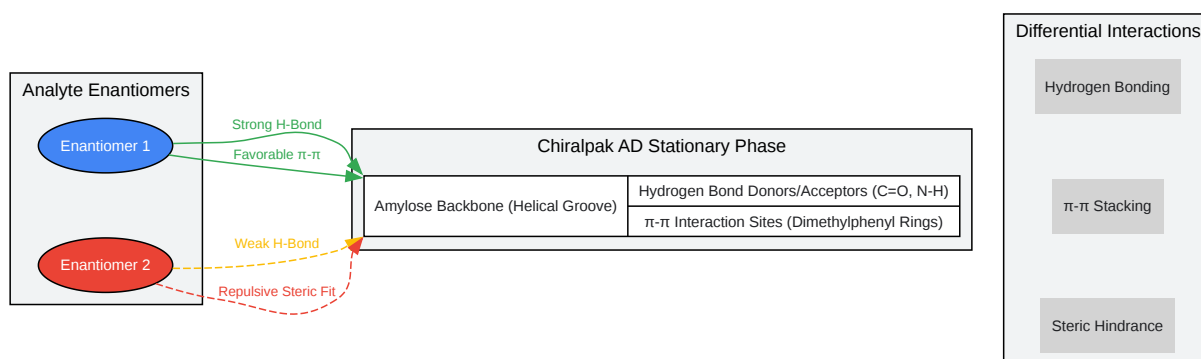 Analyte Enantiomers
Enantiomer 1
Enantiomer 2
Strong H-Bond
Favorable π-π
Weak H-Bond
Repulsive Steric Fit
Chiralpak AD Stationary Phase
Amylose Backbone (Helical Groove)
Hydrogen Bond Donors/Acceptors (C=O, N-H)
π-π Interaction Sites (Dimethylphenyl Rings)
Differential Interactions
Hydrogen Bonding
π-π Stacking
Steric Hindrance